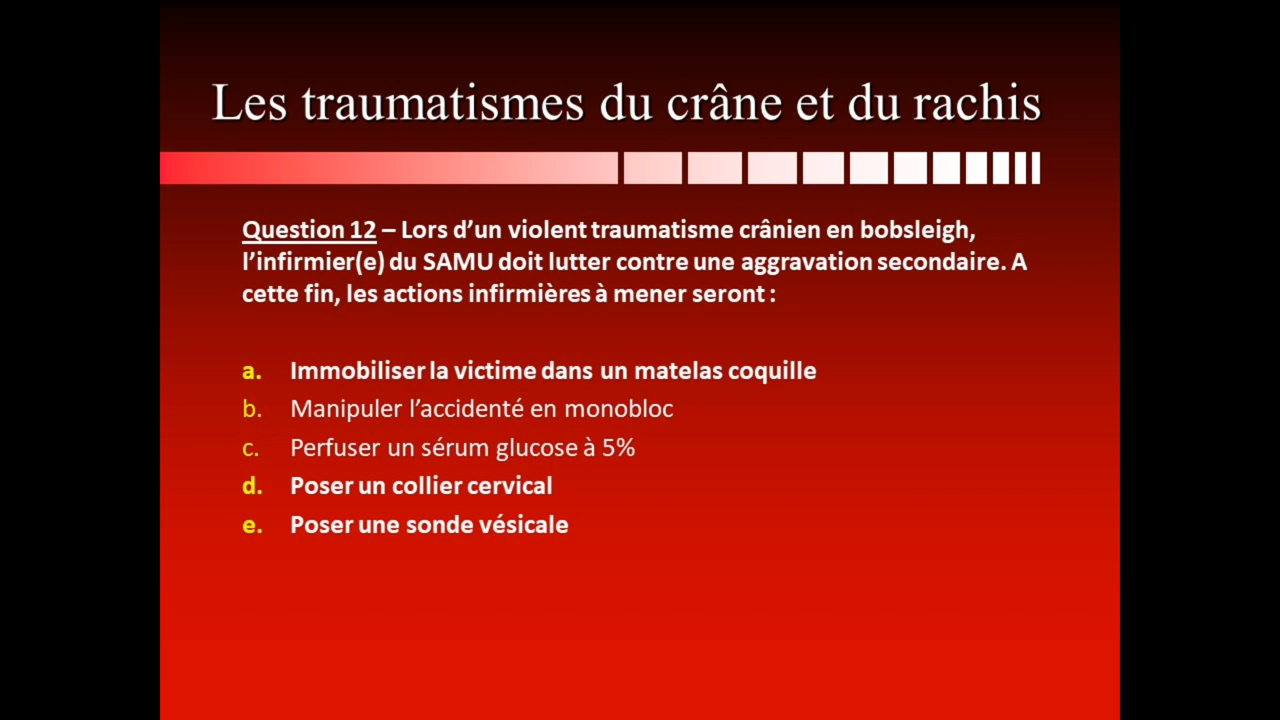 Les traumatismes du crâne et du rachis
Question 12 – Lors d’un violent traumatisme crânien en bobsleigh,
l’infirmier(e) du SAMU doit lutter contre une aggravation secondaire. A
cette fin, les actions infirmières à mener seront :
a. Immobiliser la victime dans un matelas coquille
b. Manipuler l’accidenté en monobloc
c. Perfuser un sérum glucose à 5%
d. Poser un collier cervical
e. Poser une sonde vésicale